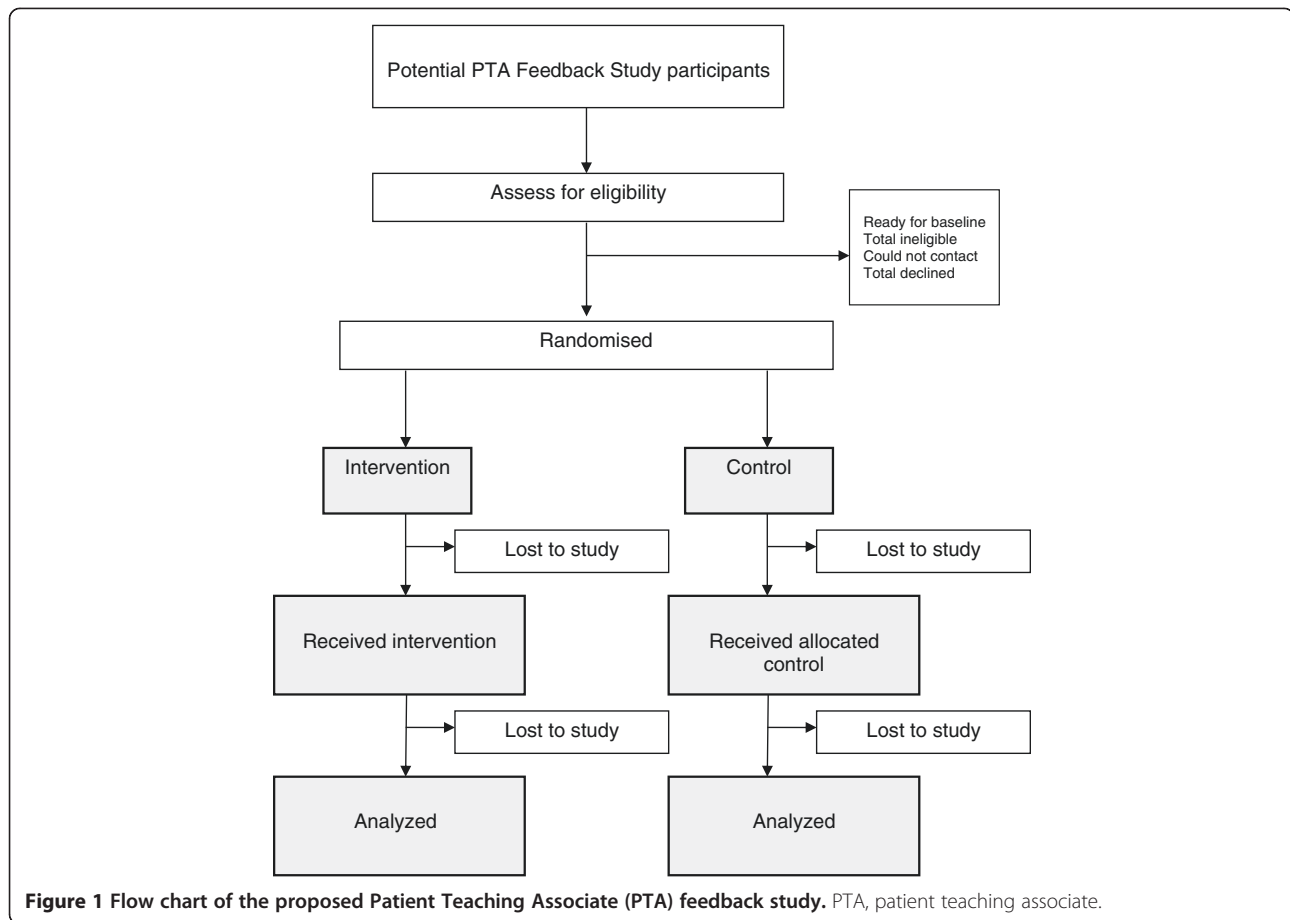 Potential PTA Feedback Study participants
Assess for eligibility
Ready for baseline
Total ineligible
Could not contact
Total declined
Randomised
Intervention
Control
Lost to study
Lost to study
Received intervention
Received allocated
control
Lost to study
Lost to study
Analyzed
Analyzed
Figure 1 Flow chart of the proposed Patient Teaching Associate (PTA) feedback study. PTA, patient teaching associate.